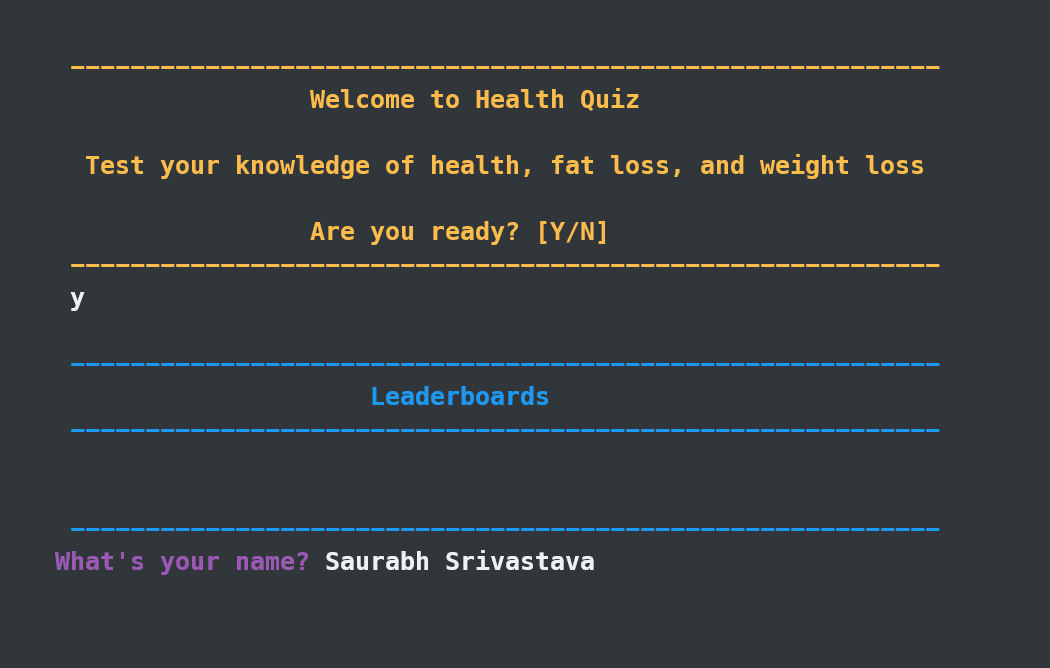 ----------------------------------------------------------
Welcome to Health Quiz
Test your knowledge of health, fat loss, and weight loss
Are you ready? [Y/N]
----------------------------------------------------------
y
----------------------------------------------------------
Leaderboards
----------------------------------------------------------
----------------------------------------------------------
What's your name? Saurabh Srivastava